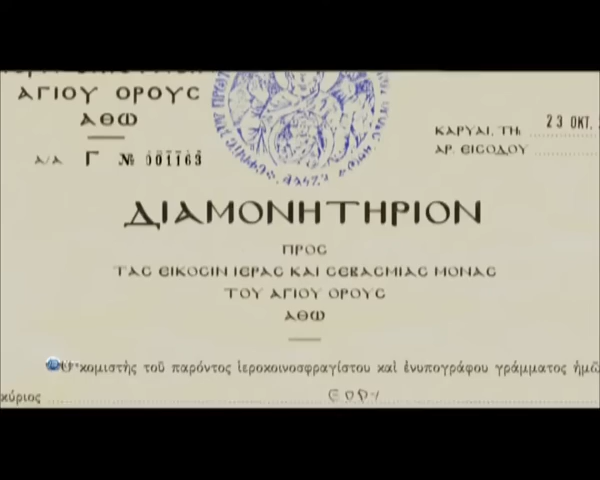 ΑΓΙΟΥ ΟΡΟΥΣ
ΑΘΩ
Α/Α Γ № 001163
ΚΑΡΥΑΙ, ΤΗ 23 ΟΚΤ.
ΑΡ. ΕΙΣΟΔΟΥ
ΔΙΑΜΟΝΗΤΗΡΙΟΝ
ΠΡΟΣ
ΤΑΣ ΕΙΚΟΣΙΝ ΙΕΡΑΣ ΚΑΙ ΣΕΒΑΣΜΙΑΣ ΜΟΝΑΣ
ΤΟΥ ΑΓΙΟΥ ΟΡΟΥΣ
ΑΘΩ
κομιστὴς τοῦ παρόντος ἱεροκοινοσφραγίστου καὶ ἐνυπογράφου γράμματος ἡμῶ
κύριος